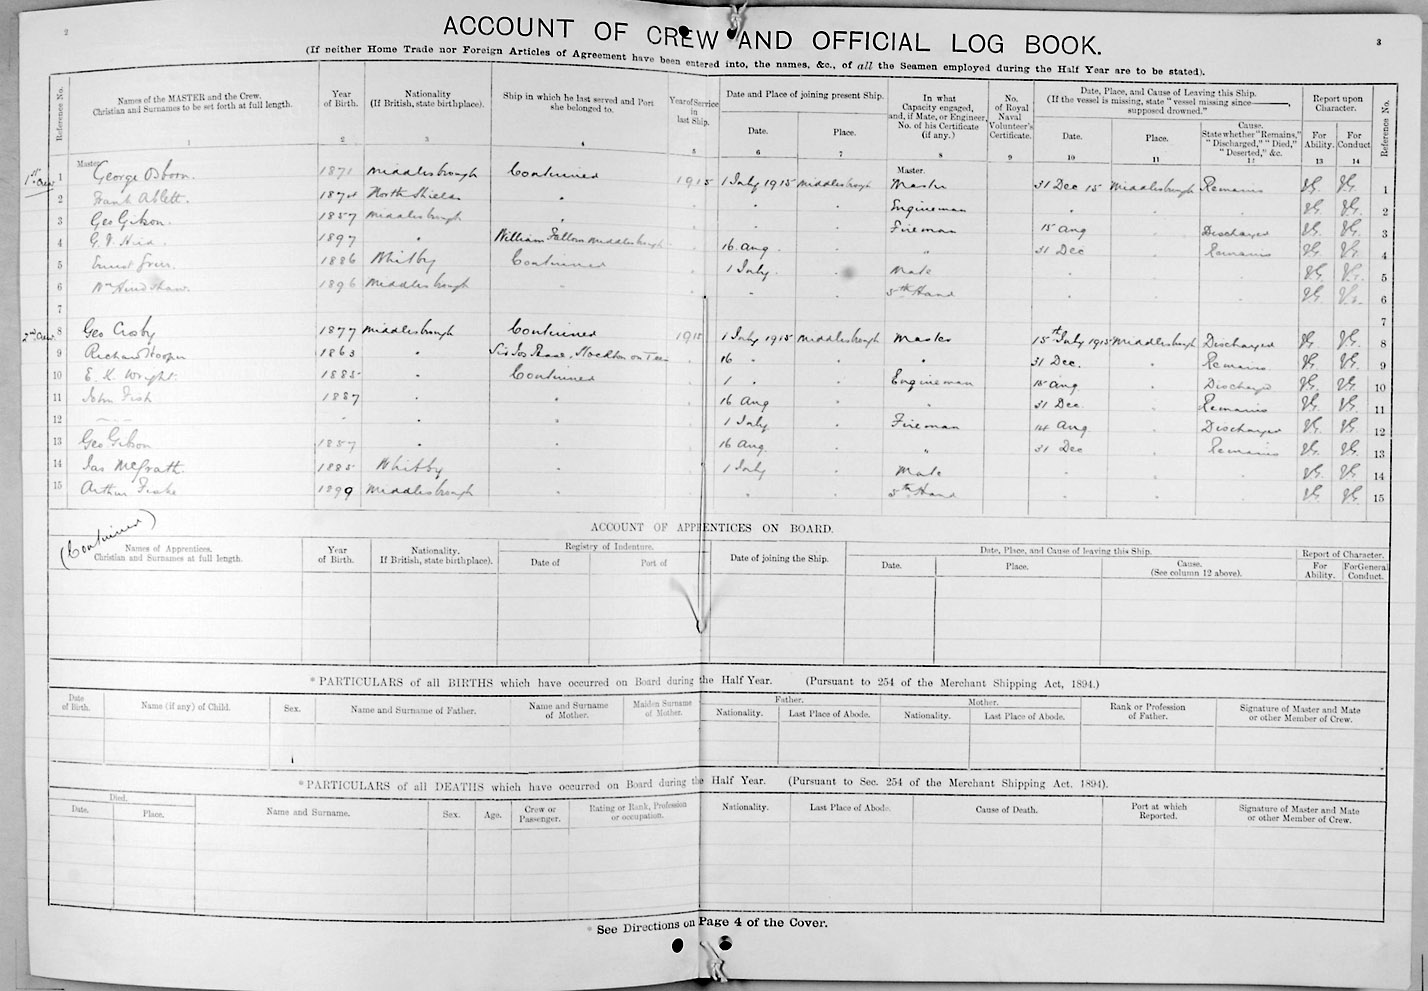 2
3
ACCOUNT OF CREW AND OFFICIAL LOG BOOK.
(If neither Home Trade nor Foreign Articles of Agreement have been entered into, the names, &c., of all the Seamen employed during the Half Year are to be stated).
Reference No. Names of the MASTER and the Crew. Christian and Surnames to be set forth at full length. Year of Birth. Nationality (If British, state birthplace). Ship in which he last served and Port she belonged to. Year of Service in last Ship. Date and Place of joining present Ship. Date. Place. In what Capacity engaged, and, if Mate, or Engineer, No. of his Certificate (if any.) No. of Royal Naval Volunteer's Certificate. Date, Place, and Cause of Leaving this Ship. (If the vessel is missing, state "vessel missing since———, supposed drowned." Date. Place. Cause. State whether "Remains," "Discharged," "Died," "Deserted," &c. Report upon Character. For Ability. For Conduct Reference No.
1 2 3 4 5 6 7 8 9 10 11 12 13 14
1st Crew 1 Master George Osborn. 1871 Middlesbrough Continued 1915 1 July 1915 Middlesbrough Master. Master 31 Dec 15 Middlesbrough Remains VG. VG. 1
2 Frank Ablett. 1874 North Shields " . " . Engineman " . . VG. VG. 2
3 Geo Gibson. 1857 Middlesbrough " . . . Fireman 15 Aug . Discharged VG. VG. 3
4 1897 " William Fallows Middlesbrough . 16 Aug . " 31 Dec . Remains VG. VG. 4
5 Ernest 1886 Whitby Continued . 1 July . Mate . . . VG. VG. 5
6 Wm Hindshaw. 1896 Middlesbrough . . " . 5th Hand . . . VG. VG. 6
7 7
2nd Crew 8 Geo Cisby 1877 Middlesbrough Continued 1915 1 July 1915 Middlesbrough Master 15th July 1915 Middlesbrough Discharged VG. VG. 8
9 Richard Hooper 1863 " Sir Jos Pease, Stockton on Tees . 16 " . " 31 Dec. . Remains VG. VG. 9
10 E. K. Wright. 1885 . Continued . 1 " . Engineman 15 Aug . Discharged VG. VG. 10
11 John Fish 1887 . . . 16 Aug . " 31 Dec . Remains VG. VG. 11
12 — .. — " . . . 1 July . Fireman 14 Aug . Discharged VG. VG. 12
13 Geo Gibson 1857 . . . 16 Aug . " 31 Dec . Remains VG. VG. 13
14 Jas McGrath. 1885 Whitby . . 1 July . Mate . . . VG. VG. 14
15 Arthur 1899 Middlesbrough . . " . 5th Hand . . . VG. VG. 15
(Continued)
ACCOUNT OF APPRENTICES ON BOARD.
Names of Apprentices. Christian and Surnames at full length. Year of Birth. Nationality. If British, state birthplace). Registry of Indenture. Date of Port of Date of joining the Ship. Date, Place, and Cause of leaving this Ship. Date. Place. Cause. (See column 12 above). Report of Character. For Ability. For General Conduct.
*PARTICULARS of all BIRTHS which have occurred on Board during the Half Year. (Pursuant to 254 of the Merchant Shipping Act, 1894.)
Date of Birth. Name (if any) of Child. Sex. Name and Surname of Father. Name and Surname of Mother. Maiden Surname of Mother. Father. Nationality. Last Place of Abode. Mother. Nationality. Last Place of Abode. Rank or Profession of Father. Signature of Master and Mate or other Member of Crew.
*PARTICULARS of all DEATHS which have occurred on Board during the Half Year. (Pursuant to Sec. 254 of the Merchant Shipping Act. 1894).
Died. Date. Place. Name and Surname. Sex. Age. Crew or Passenger. Rating or Rank, Profession or occupation. Nationality. Last Place of Abode. Cause of Death. Port at which Reported. Signature of Master and Mate or other Member of Crew.
* See Directions on Page 4 of the Cover.